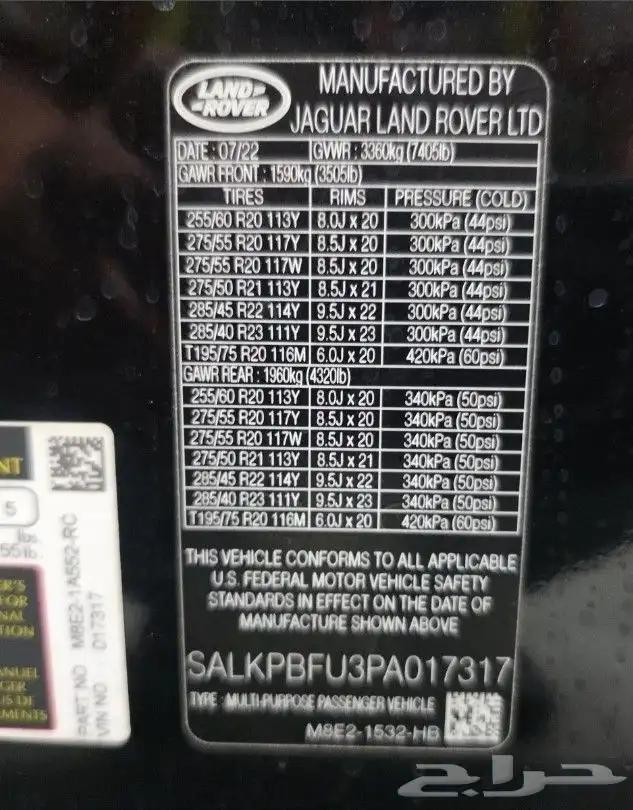 LAND-
-ROVER
MANUFACTURED BY
JAGUAR LAND ROVER LTD
DATE : 07/22 GVWR : 3360kg (7405lb)
GAWR FRONT : 1590kg (3505lb)
TIRES RIMS PRESSURE (COLD)
255/60 R20 113Y 8.0J x 20 300kPa (44psi)
275/55 R20 117Y 8.5J x 20 300kPa (44psi)
275/55 R20 117W 8.5J x 20 300kPa (44psi)
275/50 R21 113Y 8.5J x 21 300kPa (44psi)
285/45 R22 114Y 9.5J x 22 300kPa (44psi)
285/40 R23 111Y 9.5J x 23 300kPa (44psi)
T195/75 R20 116M 6.0J x 20 420kPa (60psi)
GAWR REAR : 1960kg (4320lb)
255/60 R20 113Y 8.0J x 20 340kPa (50psi)
275/55 R20 117Y 8.5J x 20 340kPa (50psi)
275/55 R20 117W 8.5J x 20 340kPa (50psi)
275/50 R21 113Y 8.5J x 21 340kPa (50psi)
285/45 R22 114Y 9.5J x 22 340kPa (50psi)
285/40 R23 111Y 9.5J x 23 340kPa (50psi)
T195/75 R20 116M 6.0J x 20 420kPa (60psi)
THIS VEHICLE CONFORMS TO ALL APPLICABLE
U.S. FEDERAL MOTOR VEHICLE SAFETY
STANDARDS IN EFFECT ON THE DATE OF
MANUFACTURE SHOWN ABOVE
SALKPBFU3PA017317
TYPE : MULTI-PURPOSE PASSENGER VEHICLE
M8E2-1532-HB
5
lbs
PART NO M8E2-1A552-RC
VIN NO 017317
حراج